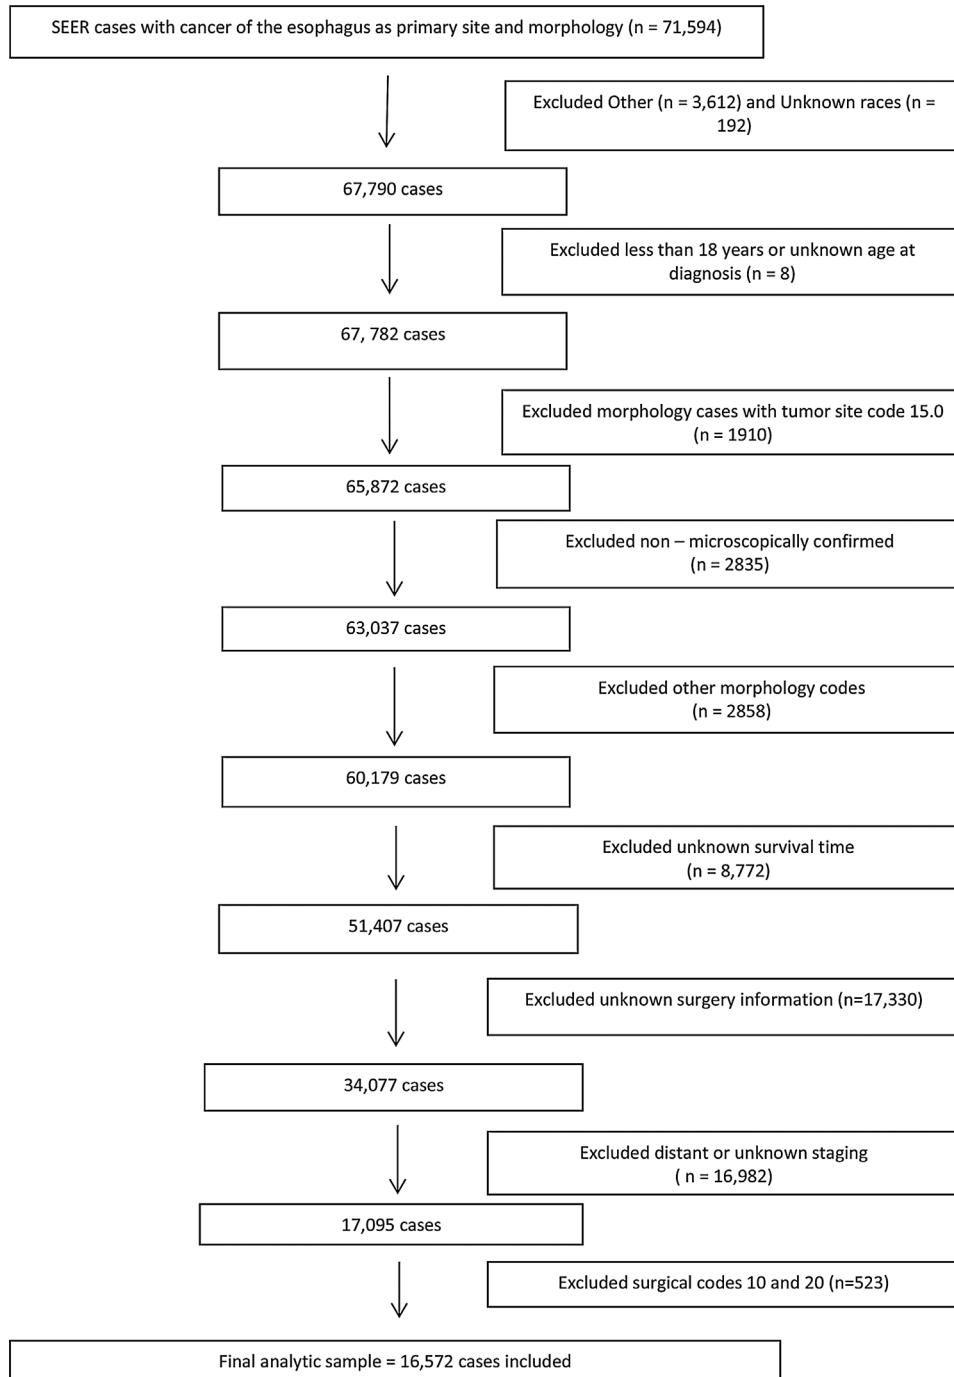 SEER cases with cancer of the esophagus as primary site and morphology (n = 71,594)
Excluded Other (n = 3,612) and Unknown races (n =
192)
67,790 cases
Excluded less than 18 years or unknown age at
diagnosis (n = 8)
67, 782 cases
Excluded morphology cases with tumor site code 15.0
(n = 1910)
65,872 cases
Excluded non – microscopically confirmed
(n = 2835)
63,037 cases
Excluded other morphology codes
(n = 2858)
60,179 cases
Excluded unknown survival time
(n = 8,772)
51,407 cases
Excluded unknown surgery information (n=17,330)
34,077 cases
Excluded distant or unknown staging
( n = 16,982)
17,095 cases
Excluded surgical codes 10 and 20 (n=523)
Final analytic sample = 16,572 cases included